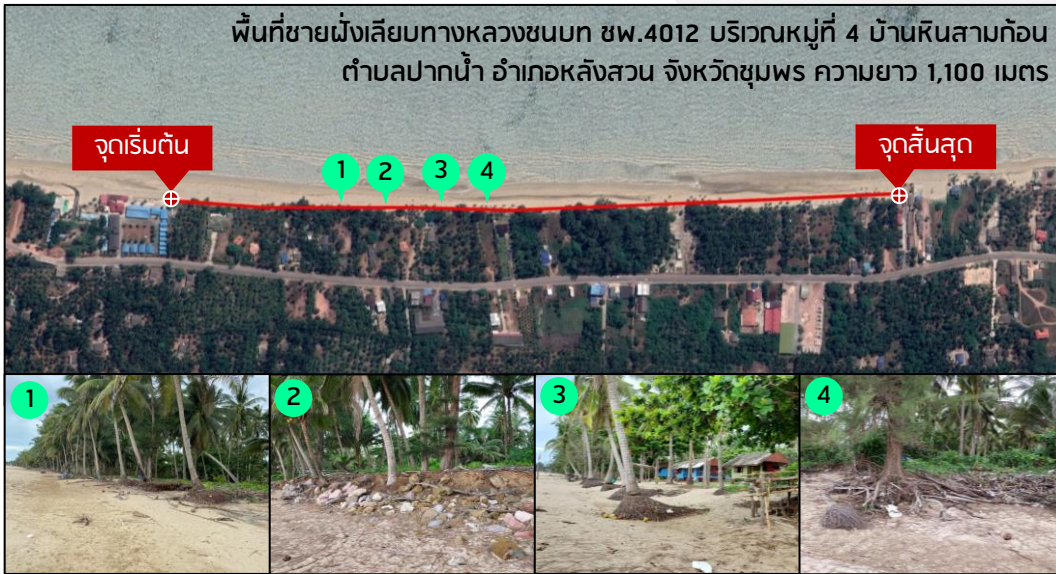 พื้นที่ชายฝั่งเลียบทางหลวงชนบท ชพ.4012 บริเวณหมู่ที่ 4 บ้านหินสามก้อน
ตำบลปากน้ำ อำเภอหลังสวน จังหวัดชุมพร ความยาว 1,100 เมตร
จุดเริ่มต้น
จุดสิ้นสุด
1
2
3
4
1
2
3
4